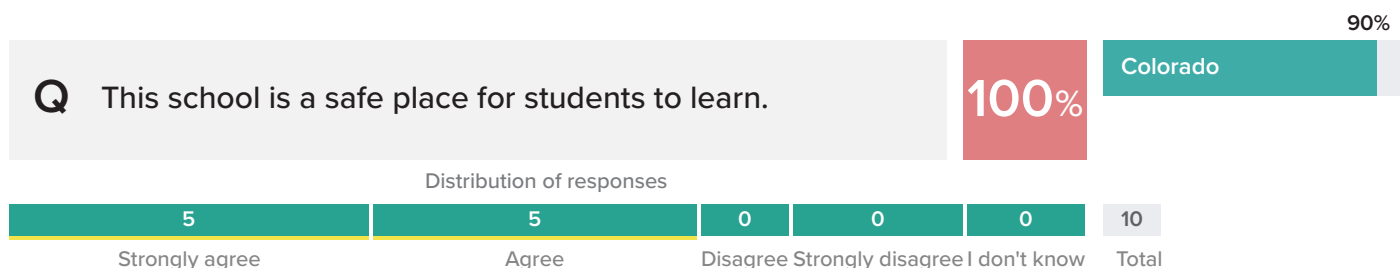 90%
Q This school is a safe place for students to learn.
100%
Colorado
Distribution of responses
5 5 0 0 0 10
Strongly agree Agree Disagree Strongly disagree I don't know Total